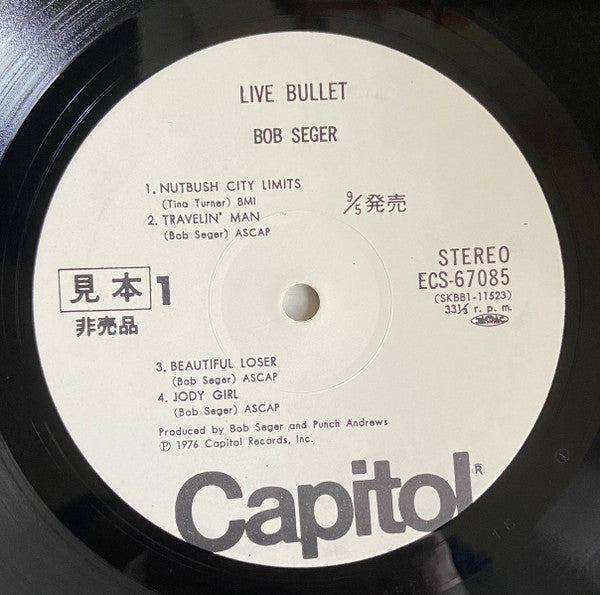 LIVE BULLET
BOB SEGER
1. NUTBUSH CITY LIMITS
(Tina Turner) BMI
2. TRAVELIN' MAN
(Bob Seger) ASCAP
9/5発売
STEREO
ECS-67085
(SKBB1-11523)
33⅓ r. p. m.
見本 1
非売品
3. BEAUTIFUL LOSER
(Bob Seger) ASCAP
4. JODY GIRL
(Bob Seger) ASCAP
Produced by Bob Seger and Punch Andrews
Ⓟ 1976 Capitol Records, Inc.
Capitol®